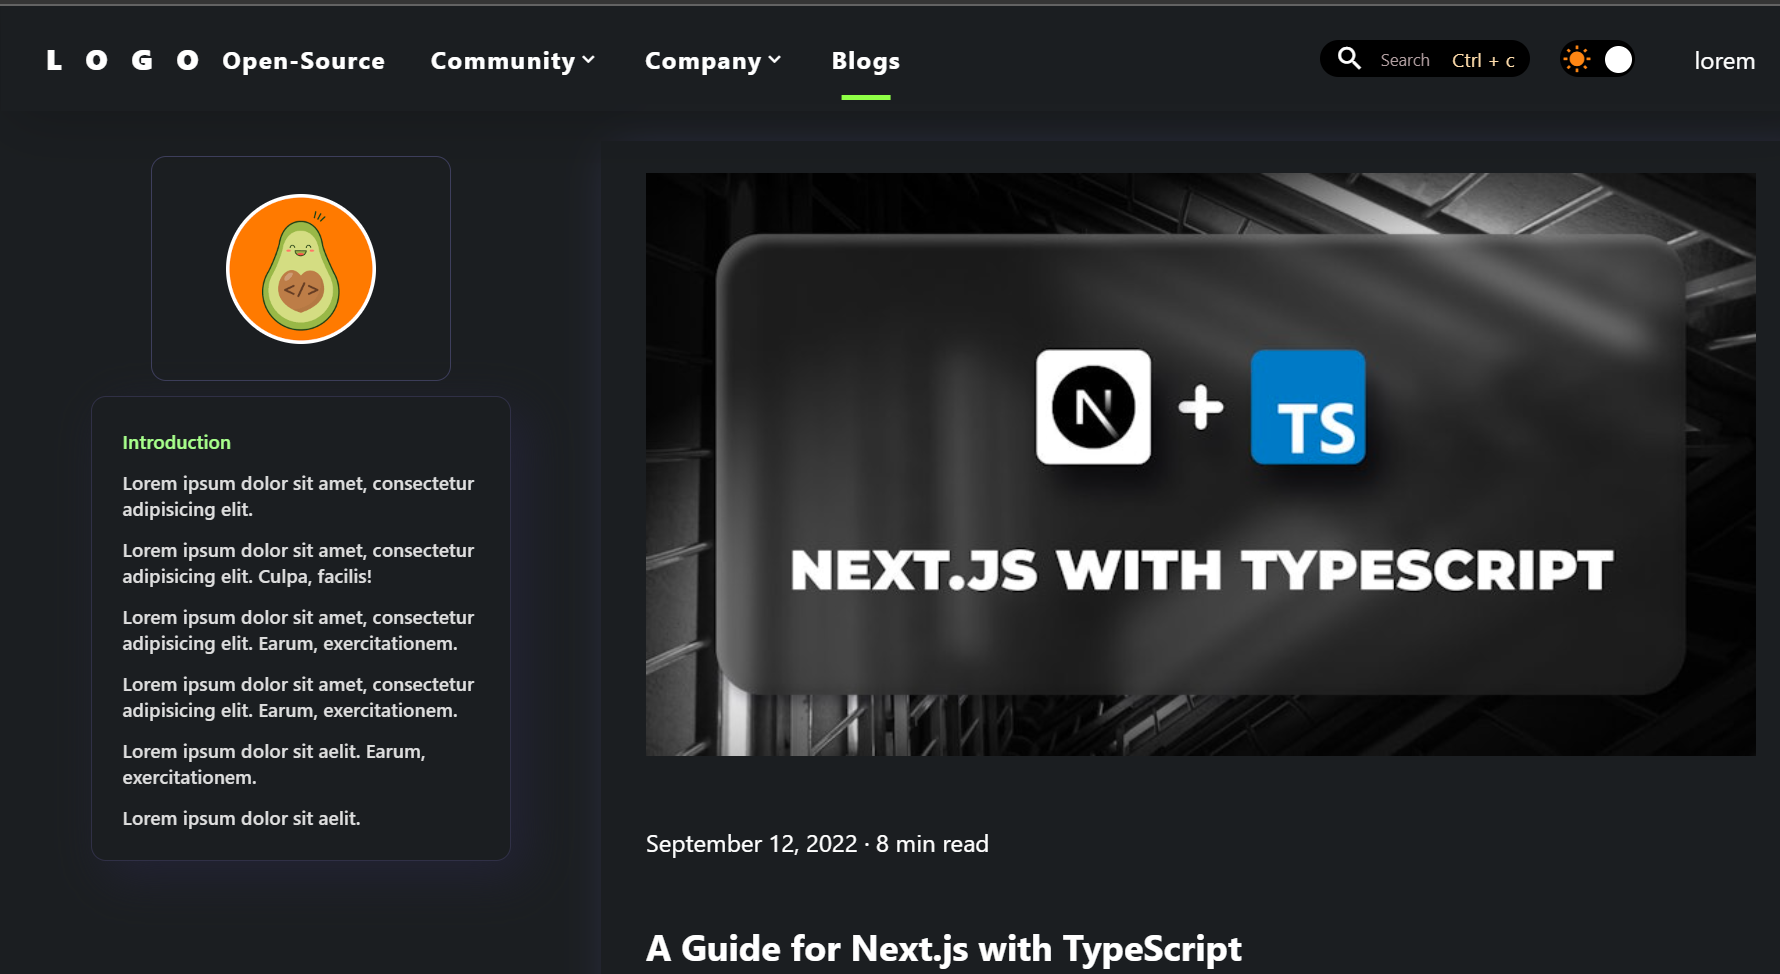 L O G O Open-Source Community Company Blogs Search Ctrl + c lorem
</>
Introduction
Lorem ipsum dolor sit amet, consectetur
adipisicing elit.
Lorem ipsum dolor sit amet, consectetur
adipisicing elit. Culpa, facilis!
Lorem ipsum dolor sit amet, consectetur
adipisicing elit. Earum, exercitationem.
Lorem ipsum dolor sit amet, consectetur
adipisicing elit. Earum, exercitationem.
Lorem ipsum dolor sit aelit. Earum,
exercitationem.
Lorem ipsum dolor sit aelit.
N + TS
NEXT.JS WITH TYPESCRIPT
September 12, 2022 · 8 min read
A Guide for Next.js with TypeScript